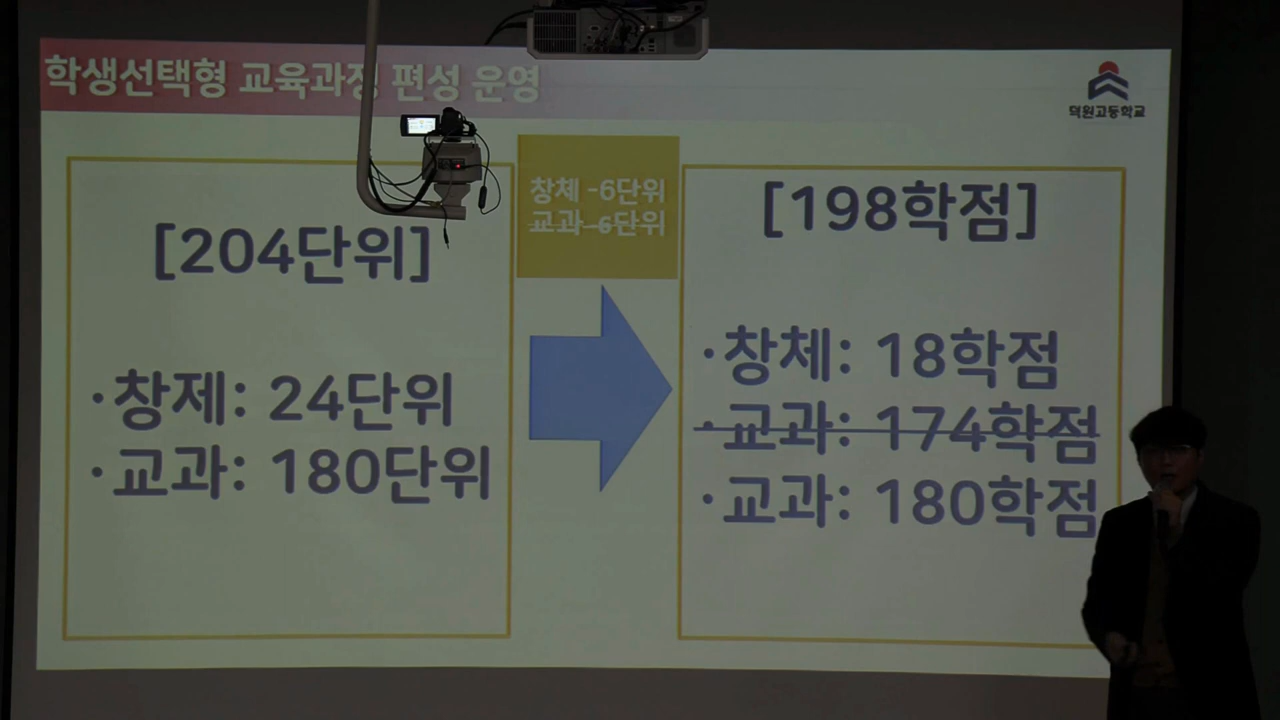 학생선택형 교육과정 편성 운영
덕원고등학교
[204단위]
·창제: 24단위
·교과: 180단위
창체 -6단위
교과 -6단위
[198학점]
·창체: 18학점
·교과: 174학점
·교과: 180학점